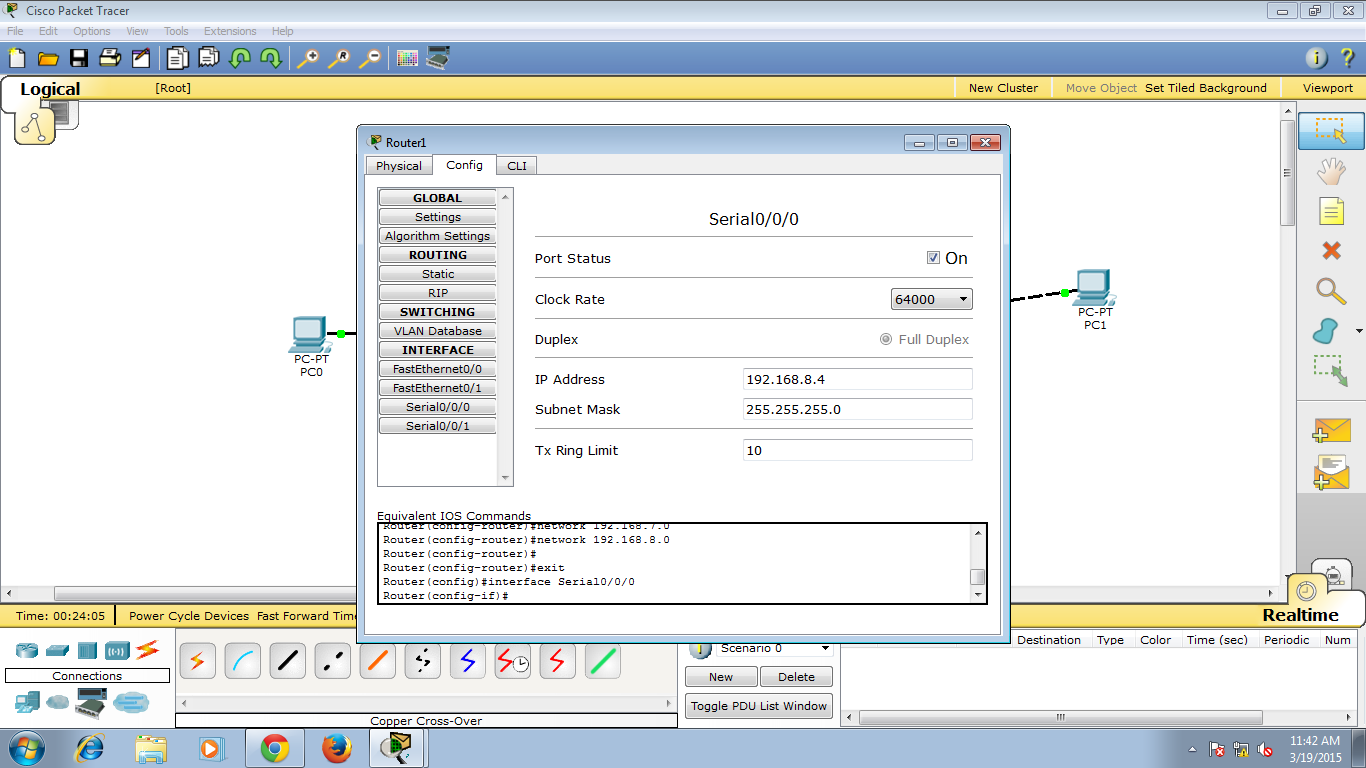 Cisco Packet Tracer
File Edit Options View Tools Extensions Help
Logical [Root] New Cluster Move Object Set Tiled Background Viewport
Router1
Physical Config CLI
GLOBAL
Settings
Algorithm Settings
ROUTING
Static
RIP
SWITCHING
VLAN Database
INTERFACE
FastEthernet0/0
FastEthernet0/1
Serial0/0/0
Serial0/0/1
Serial0/0/0
Port Status On
Clock Rate 64000
Duplex Full Duplex
IP Address 192.168.8.4
Subnet Mask 255.255.255.0
Tx Ring Limit 10
Equivalent IOS Commands
Router(config-router)#network 192.168.7.0
Router(config-router)#network 192.168.8.0
Router(config-router)#
Router(config-router)#exit
Router(config)#interface Serial0/0/0
Router(config-if)#
PC-PT
PC0
PC-PT
PC1
Time: 00:24:05 Power Cycle Devices Fast Forward Time
Realtime
Connections
Copper Cross-Over
Scenario 0
New Delete
Toggle PDU List Window
Destination Type Color Time (sec) Periodic Num
11:42 AM
3/19/2015